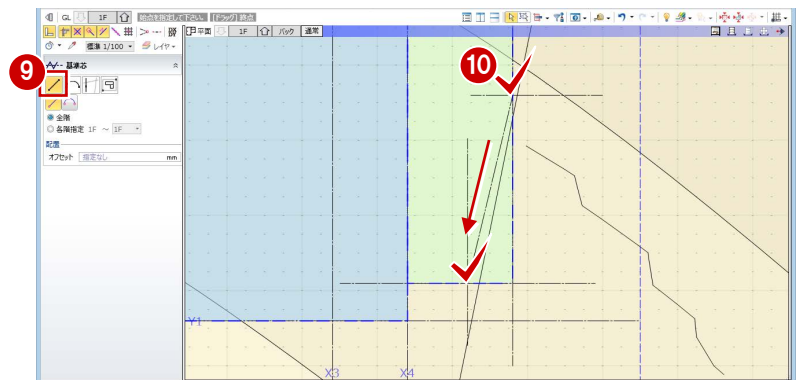 GL 1F 始点を指定して下さい。 [ドラッグ] 終点
標準 1/100 レイヤ
平面 1F バック 通常
9
10
基準芯
全階
各階指定 1F ～ 1F
配置
オフセット 指定なし mm
Y1
X3 X4